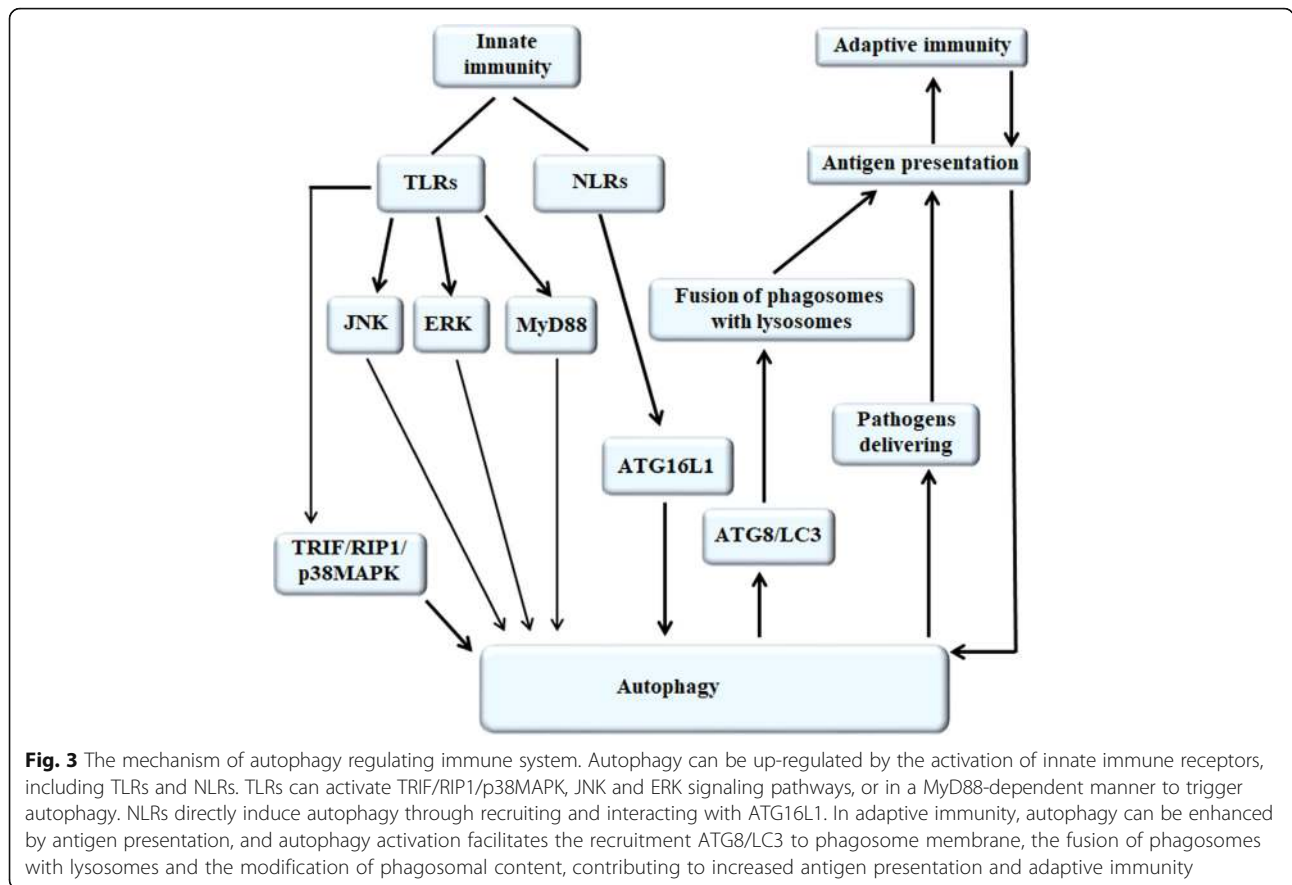 Innate
immunity
Adaptive immunity
TLRs
NLRs
Antigen presentation
JNK
ERK
MyD88
Fusion of phagosomes
with lysosomes
ATG16L1
Pathogens
delivering
TRIF/RIP1/
p38MAPK
ATG8/LC3
Autophagy
Fig. 3 The mechanism of autophagy regulating immune system. Autophagy can be up-regulated by the activation of innate immune receptors,
including TLRs and NLRs. TLRs can activate TRIF/RIP1/p38MAPK, JNK and ERK signaling pathways, or in a MyD88-dependent manner to trigger
autophagy. NLRs directly induce autophagy through recruiting and interacting with ATG16L1. In adaptive immunity, autophagy can be enhanced
by antigen presentation, and autophagy activation facilitates the recruitment ATG8/LC3 to phagosome membrane, the fusion of phagosomes
with lysosomes and the modification of phagosomal content, contributing to increased antigen presentation and adaptive immunity